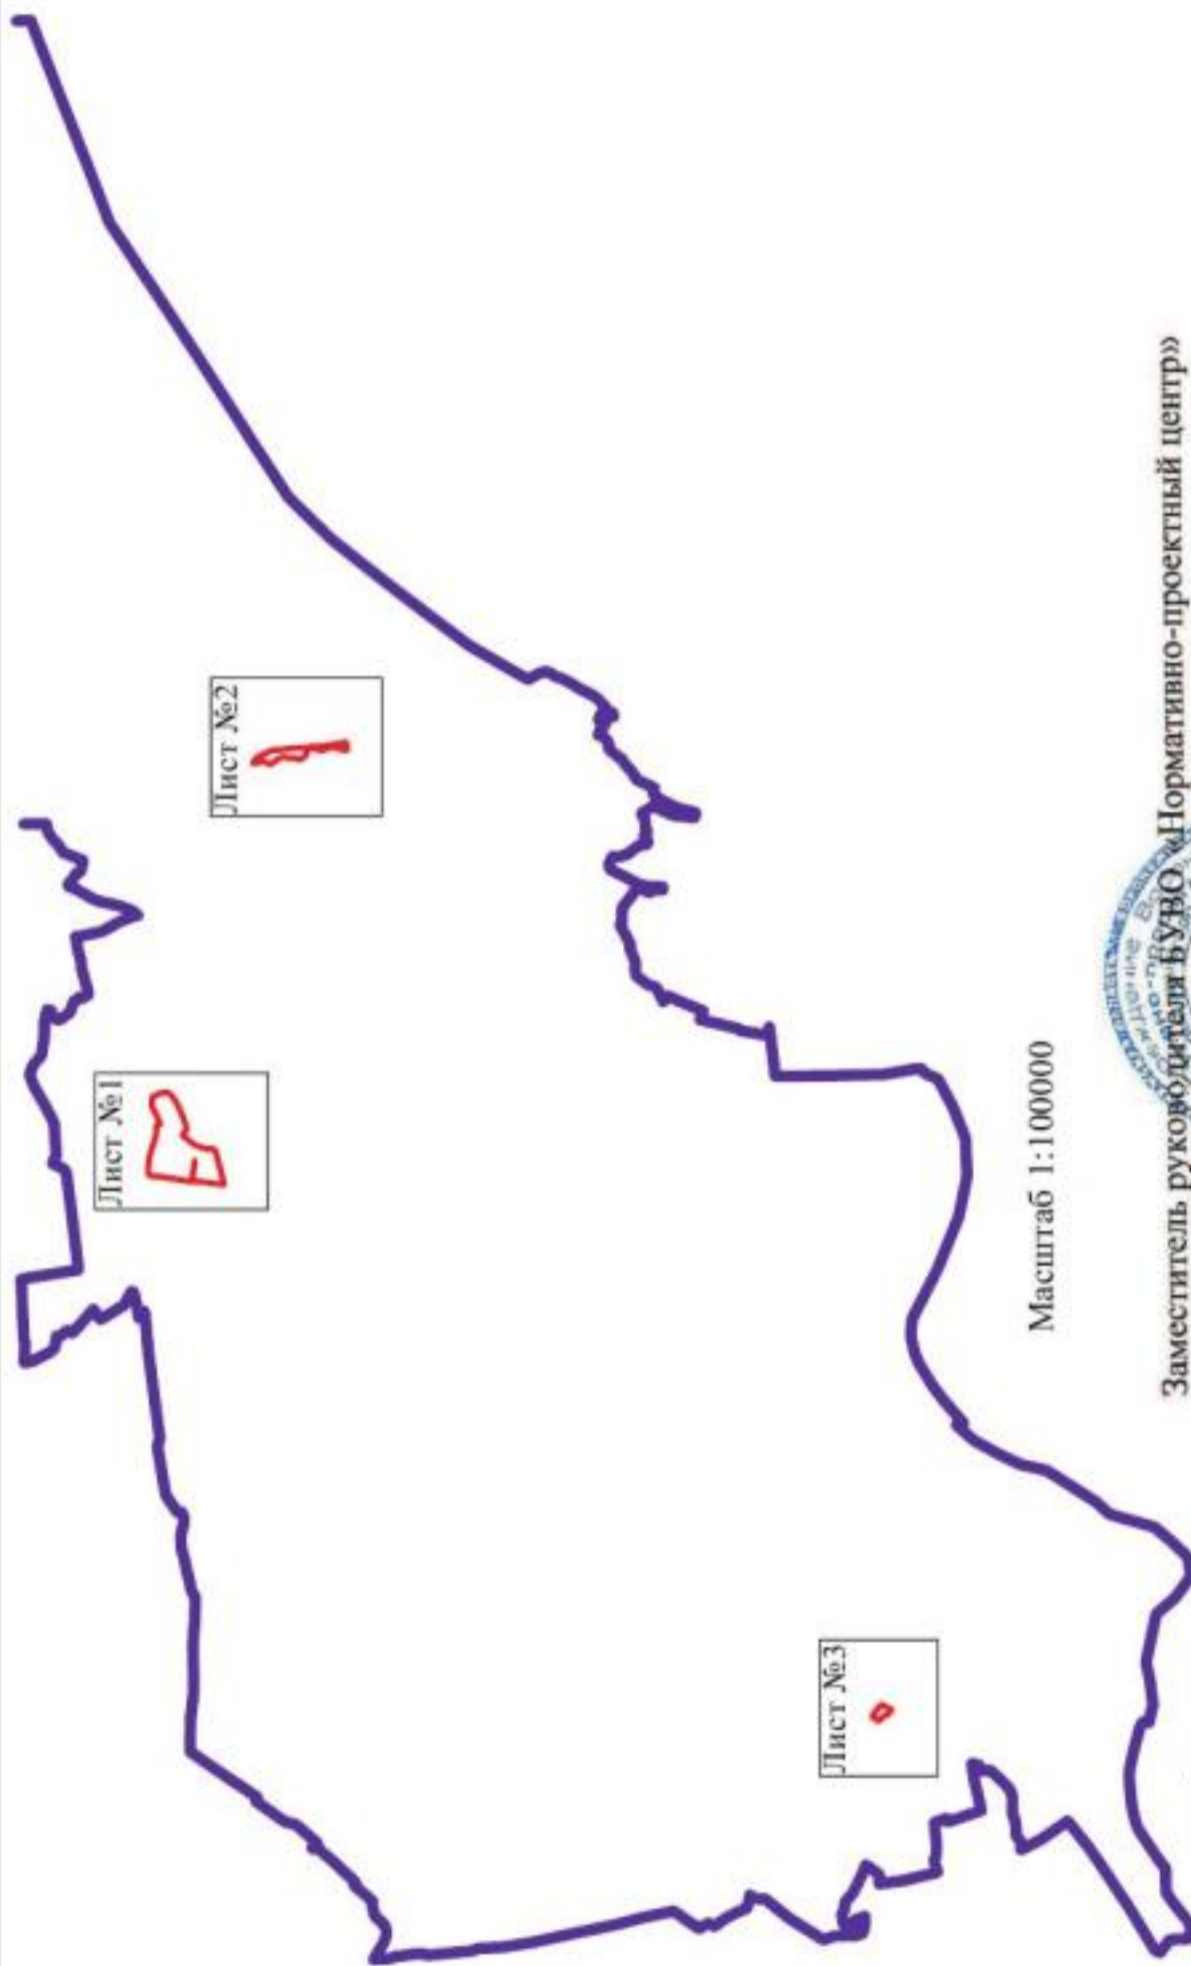 Лист №1
Лист №2
Лист №3
Масштаб 1:100000
Заместитель руководителя БУВО «Нормативно-проектный центр»